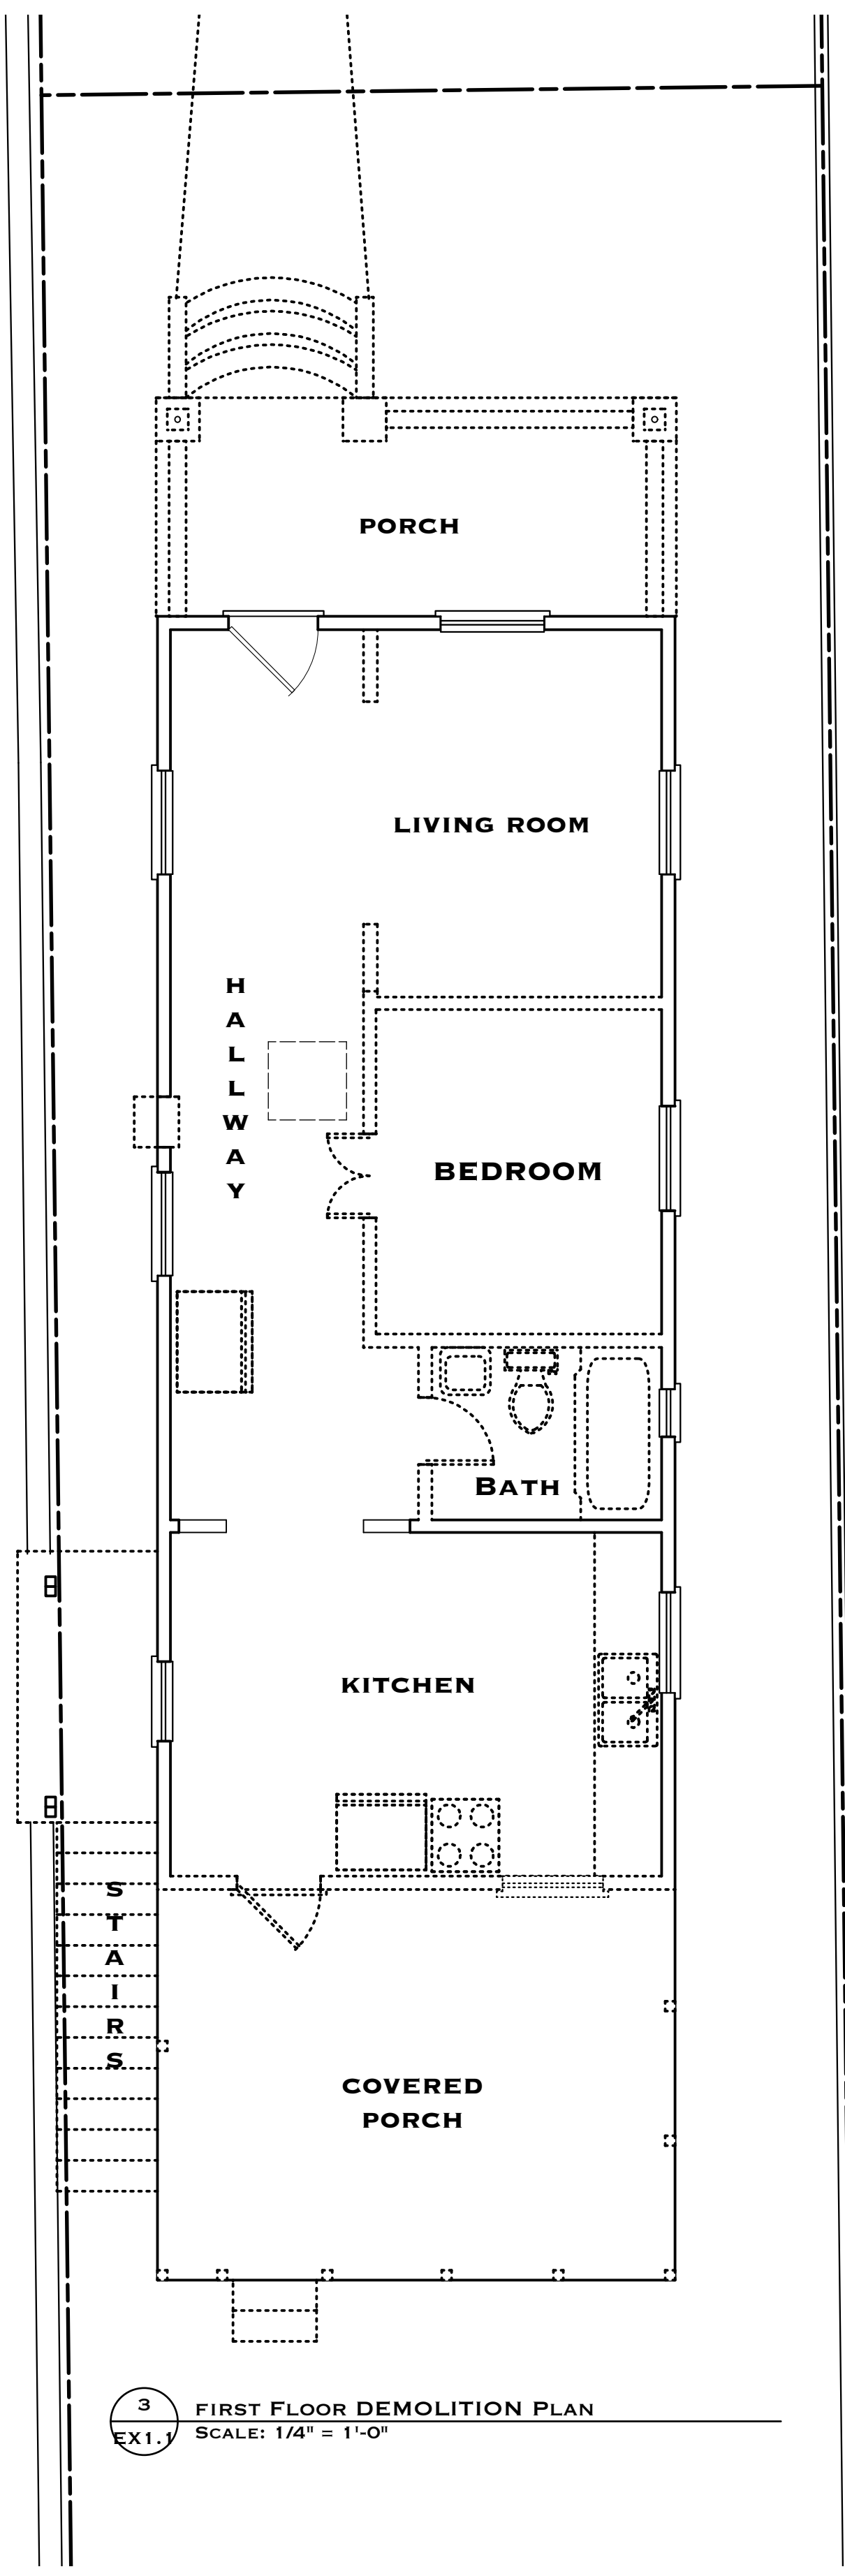 PORCH
LIVING ROOM
H
A
L
L
W
A
Y
BEDROOM
BATH
KITCHEN
S
T
A
I
R
S
COVERED
PORCH
3
EX1.1
FIRST FLOOR DEMOLITION PLAN
SCALE: 1/4" = 1'-0"